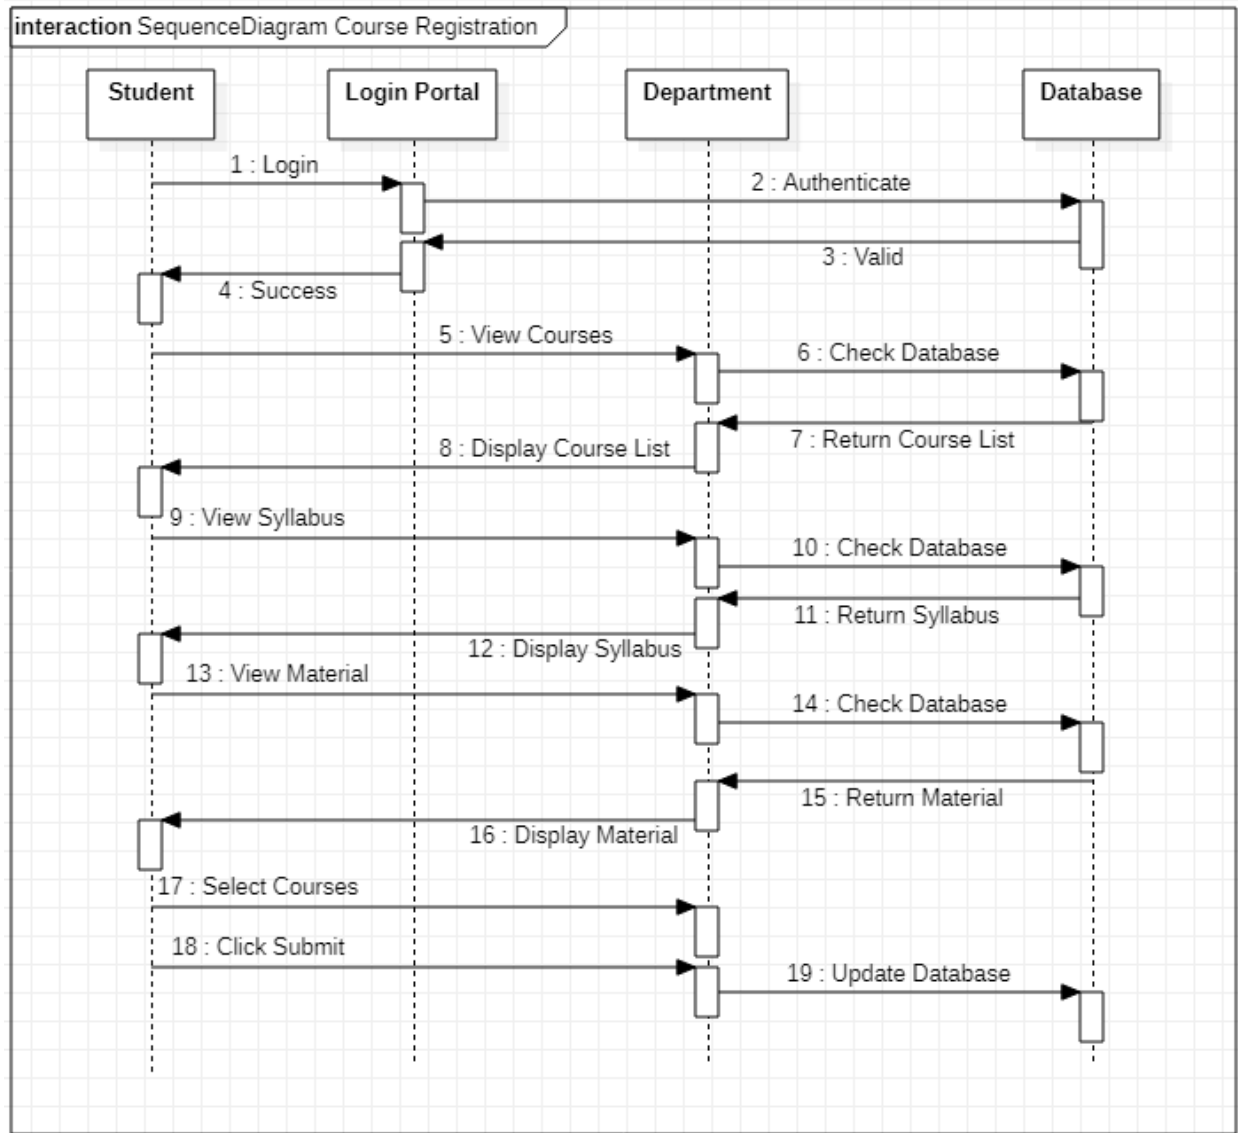 interaction SequenceDiagram Course Registration
Student
Login Portal
Department
Database
1 : Login
2 : Authenticate
3 : Valid
4 : Success
5 : View Courses
6 : Check Database
7 : Return Course List
8 : Display Course List
9 : View Syllabus
10 : Check Database
11 : Return Syllabus
12 : Display Syllabus
13 : View Material
14 : Check Database
15 : Return Material
16 : Display Material
17 : Select Courses
18 : Click Submit
19 : Update Database